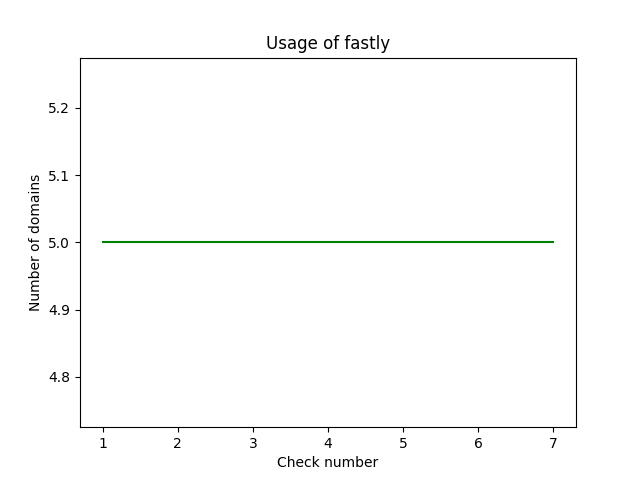 Usage of fastly
5.2
5.1
5.0
4.9
4.8
Number of domains
1 2 3 4 5 6 7
Check number